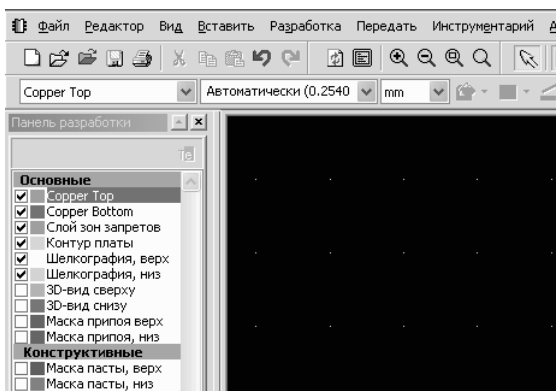 Файл Редактор Вид Вставить Разработка Передать Инструментарий
Copper Top Автоматически (0.2540 mm
Панель разработки
Основные
Copper Top
Copper Bottom
Слой зон запретов
Контур платы
Шелкография, верх
Шелкография, низ
3D-вид сверху
3D-вид снизу
Маска припоя верх
Маска припоя, низ
Конструктивные
Маска пасты, верх
Маска пасты, низ